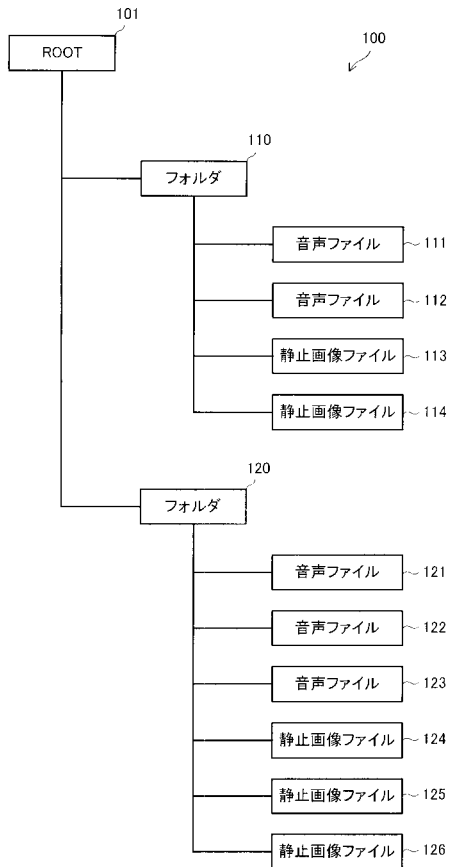 101
ROOT
100
110
フォルダ
音声ファイル 111
音声ファイル 112
静止画像ファイル 113
静止画像ファイル 114
120
フォルダ
音声ファイル 121
音声ファイル 122
音声ファイル 123
静止画像ファイル 124
静止画像ファイル 125
静止画像ファイル 126